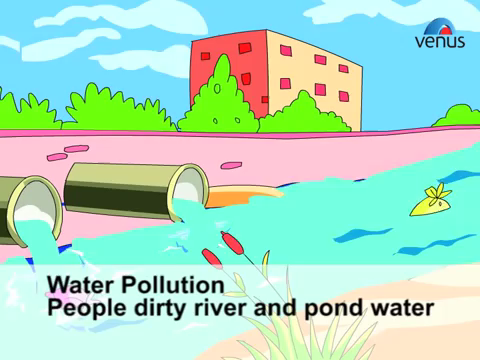 venus
Water Pollution
People dirty river and pond water